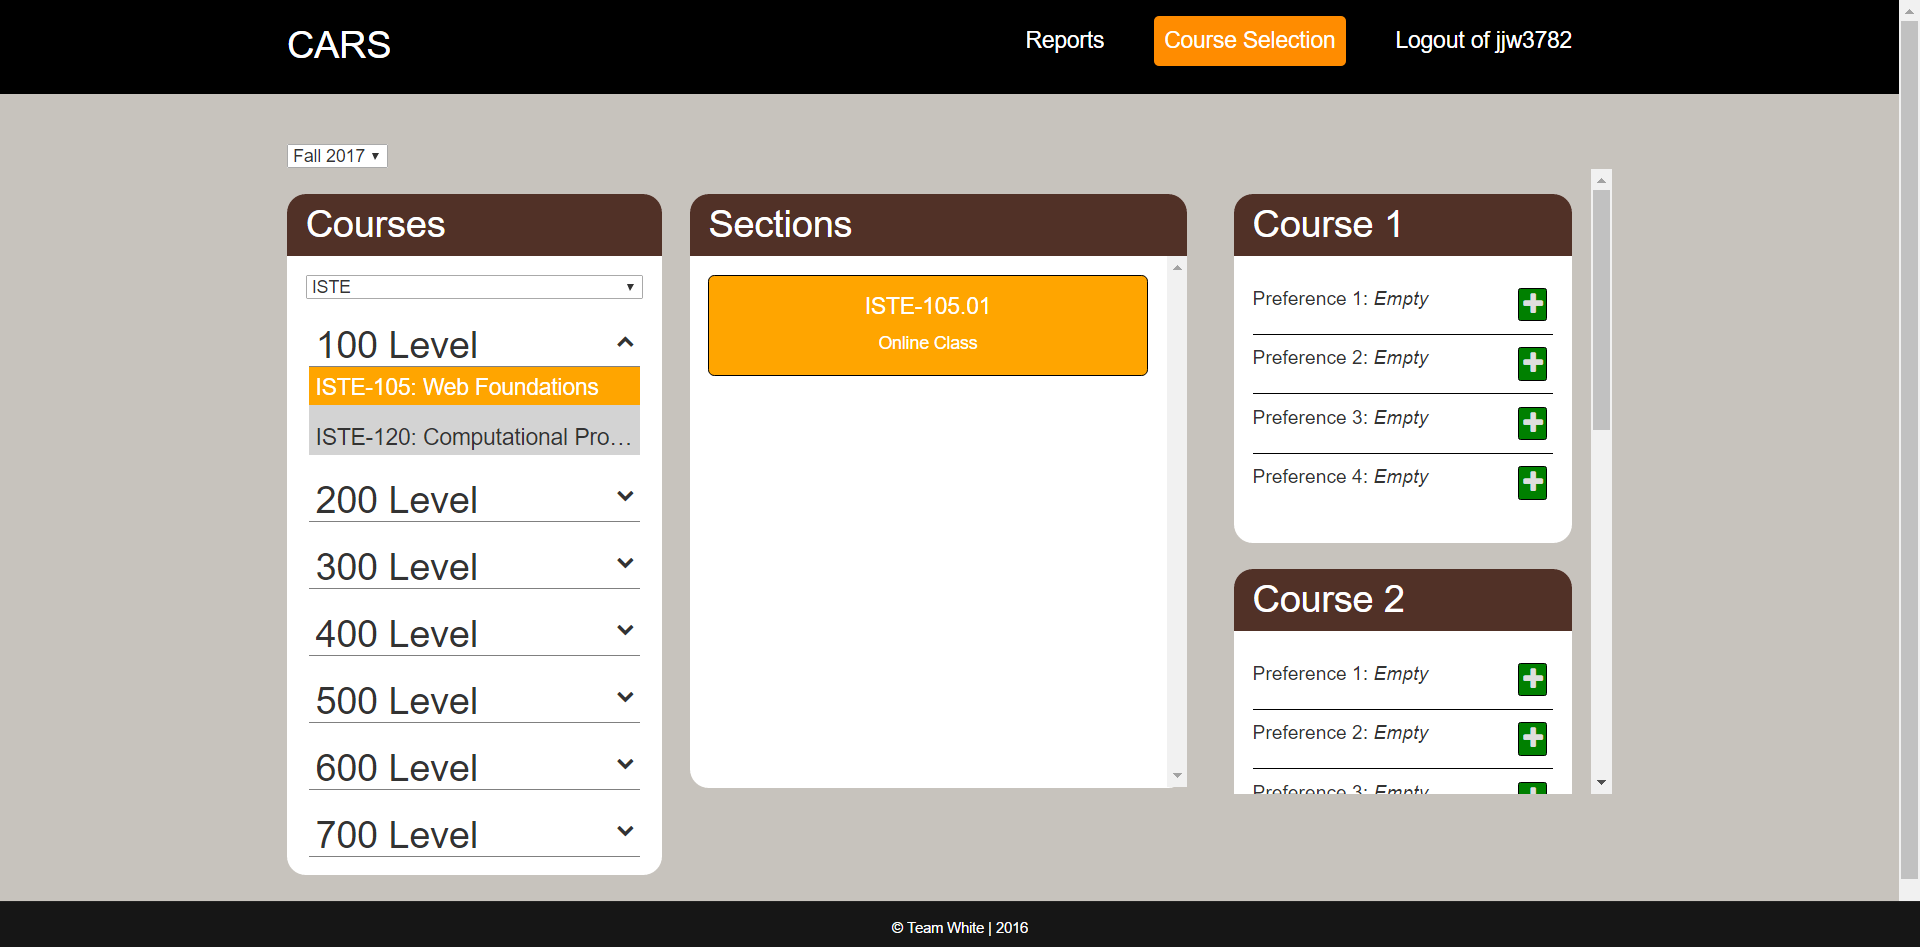 CARS
Reports
Course Selection
Logout of jjw3782
Fall 2017
Courses
ISTE
100 Level
ISTE-105: Web Foundations
ISTE-120: Computational Pro…
200 Level
300 Level
400 Level
500 Level
600 Level
700 Level
Sections
ISTE-105.01
Online Class
Course 1
Preference 1: Empty
Preference 2: Empty
Preference 3: Empty
Preference 4: Empty
Course 2
Preference 1: Empty
Preference 2: Empty
Preference 3: Empty
© Team White | 2016